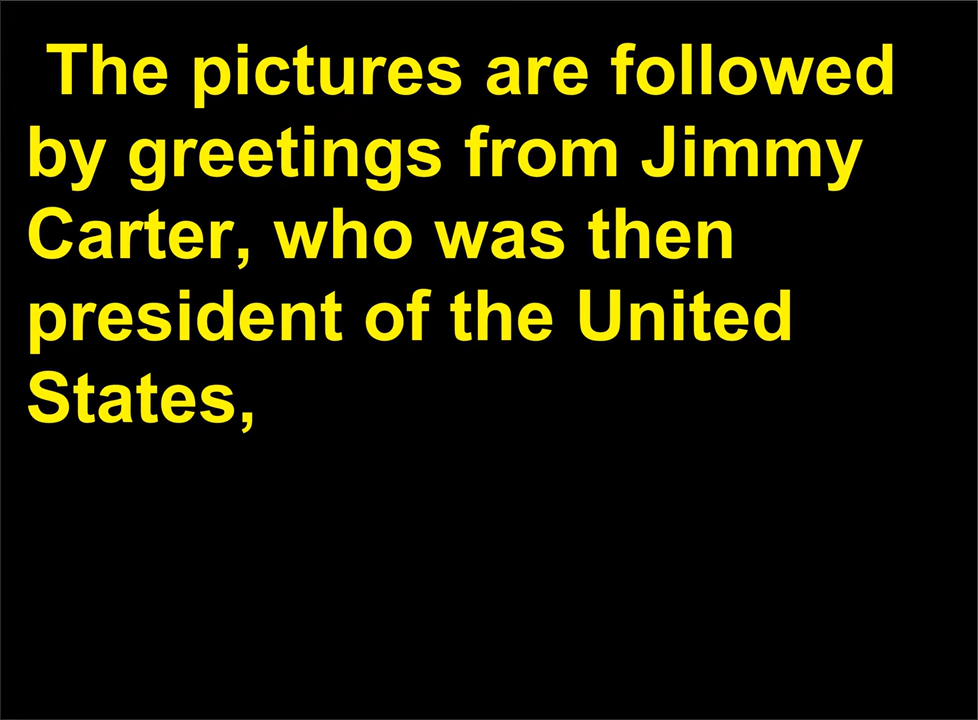 The pictures are followed
by greetings from Jimmy
Carter, who was then
president of the United
States,